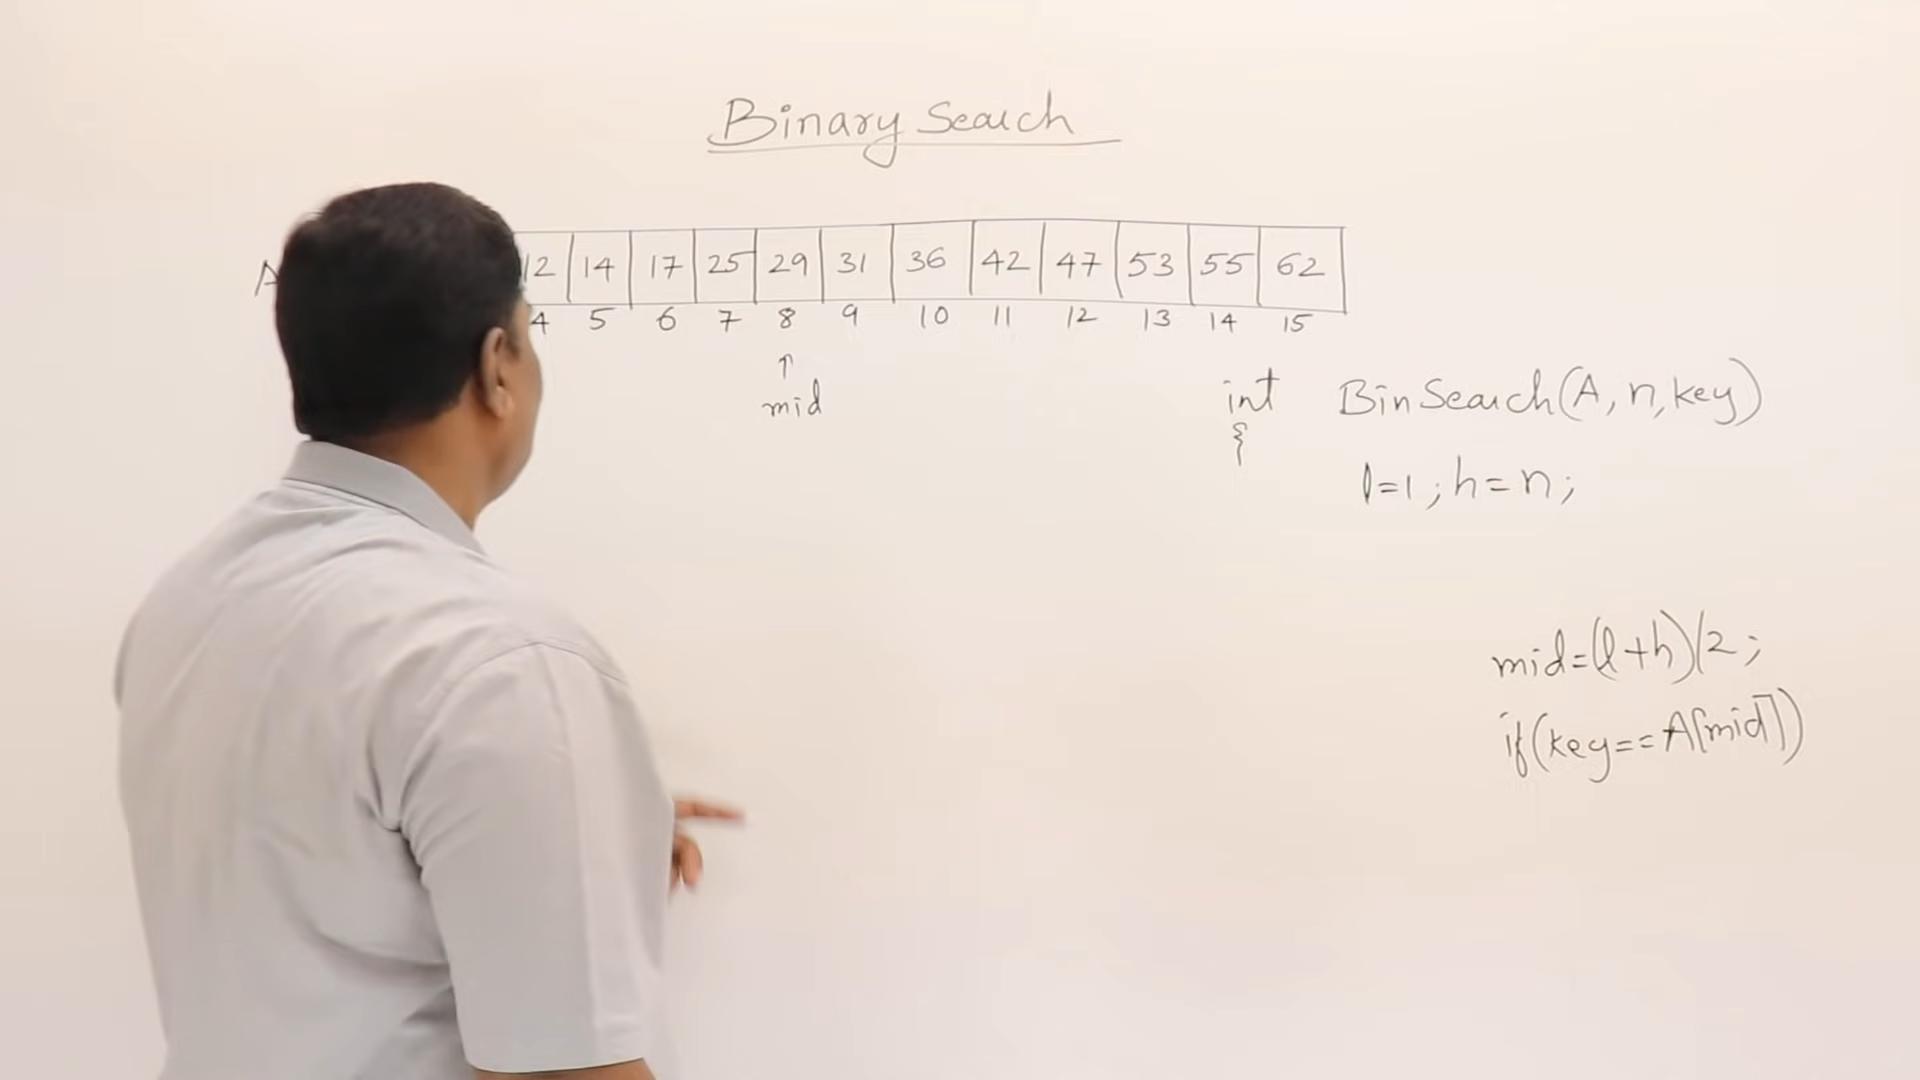 Binary Search
A 12 14 17 25 29 31 36 42 47 53 55 62
4 5 6 7 8 9 10 11 12 13 14 15
↑
mid
int BinSearch(A, n, key)
{
l=1; h=n;
mid=(l+h)/2;
if(key==A[mid])